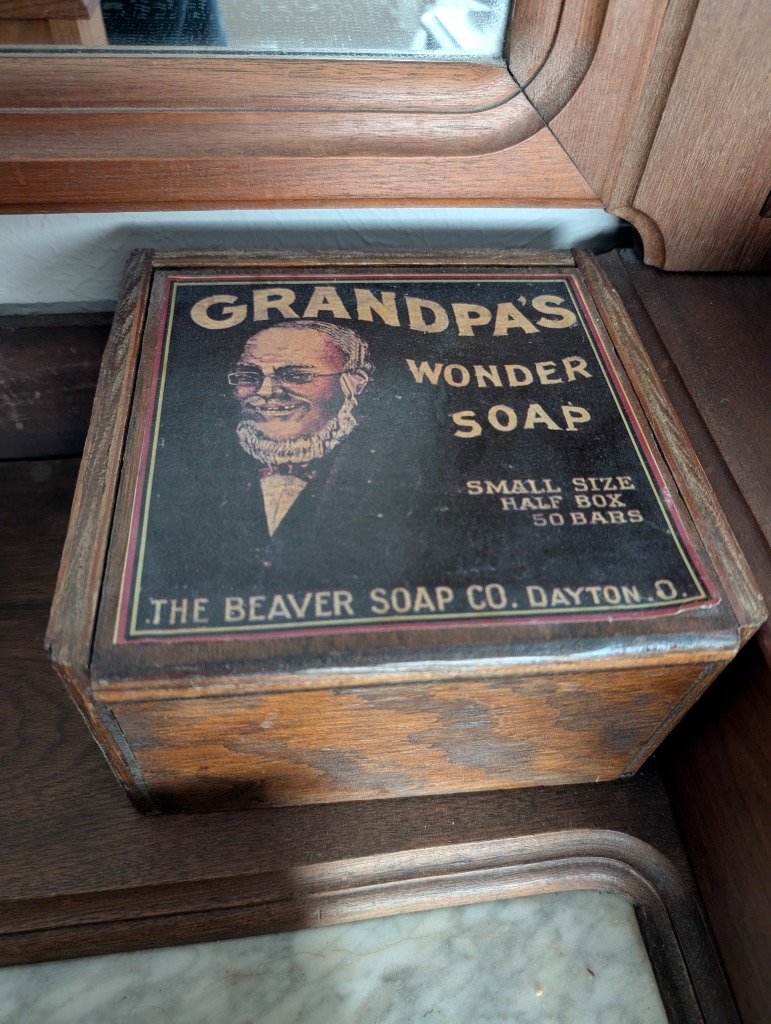 GRANDPA'S
WONDER
SOAP
SMALL SIZE
HALF BOX
50 BARS
THE BEAVER SOAP CO. DAYTON. O.